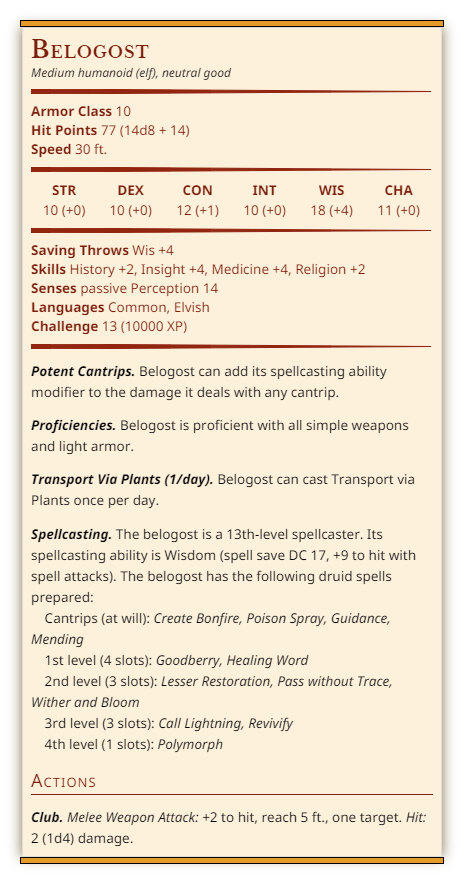 Belogost
Medium humanoid (elf), neutral good
Armor Class 10
Hit Points 77 (14d8 + 14)
Speed 30 ft.
STR DEX CON INT WIS CHA
10 (+0) 10 (+0) 12 (+1) 10 (+0) 18 (+4) 11 (+0)
Saving Throws Wis +4
Skills History +2, Insight +4, Medicine +4, Religion +2
Senses passive Perception 14
Languages Common, Elvish
Challenge 13 (10000 XP)
Potent Cantrips. Belogost can add its spellcasting ability
modifier to the damage it deals with any cantrip.
Proficiencies. Belogost is proficient with all simple weapons
and light armor.
Transport Via Plants (1/day). Belogost can cast Transport via
Plants once per day.
Spellcasting. The belogost is a 13th-level spellcaster. Its
spellcasting ability is Wisdom (spell save DC 17, +9 to hit with
spell attacks). The belogost has the following druid spells
prepared:
Cantrips (at will): Create Bonfire, Poison Spray, Guidance,
Mending
1st level (4 slots): Goodberry, Healing Word
2nd level (3 slots): Lesser Restoration, Pass without Trace,
Wither and Bloom
3rd level (3 slots): Call Lightning, Revivify
4th level (1 slots): Polymorph
Actions
Club. Melee Weapon Attack: +2 to hit, reach 5 ft., one target. Hit:
2 (1d4) damage.